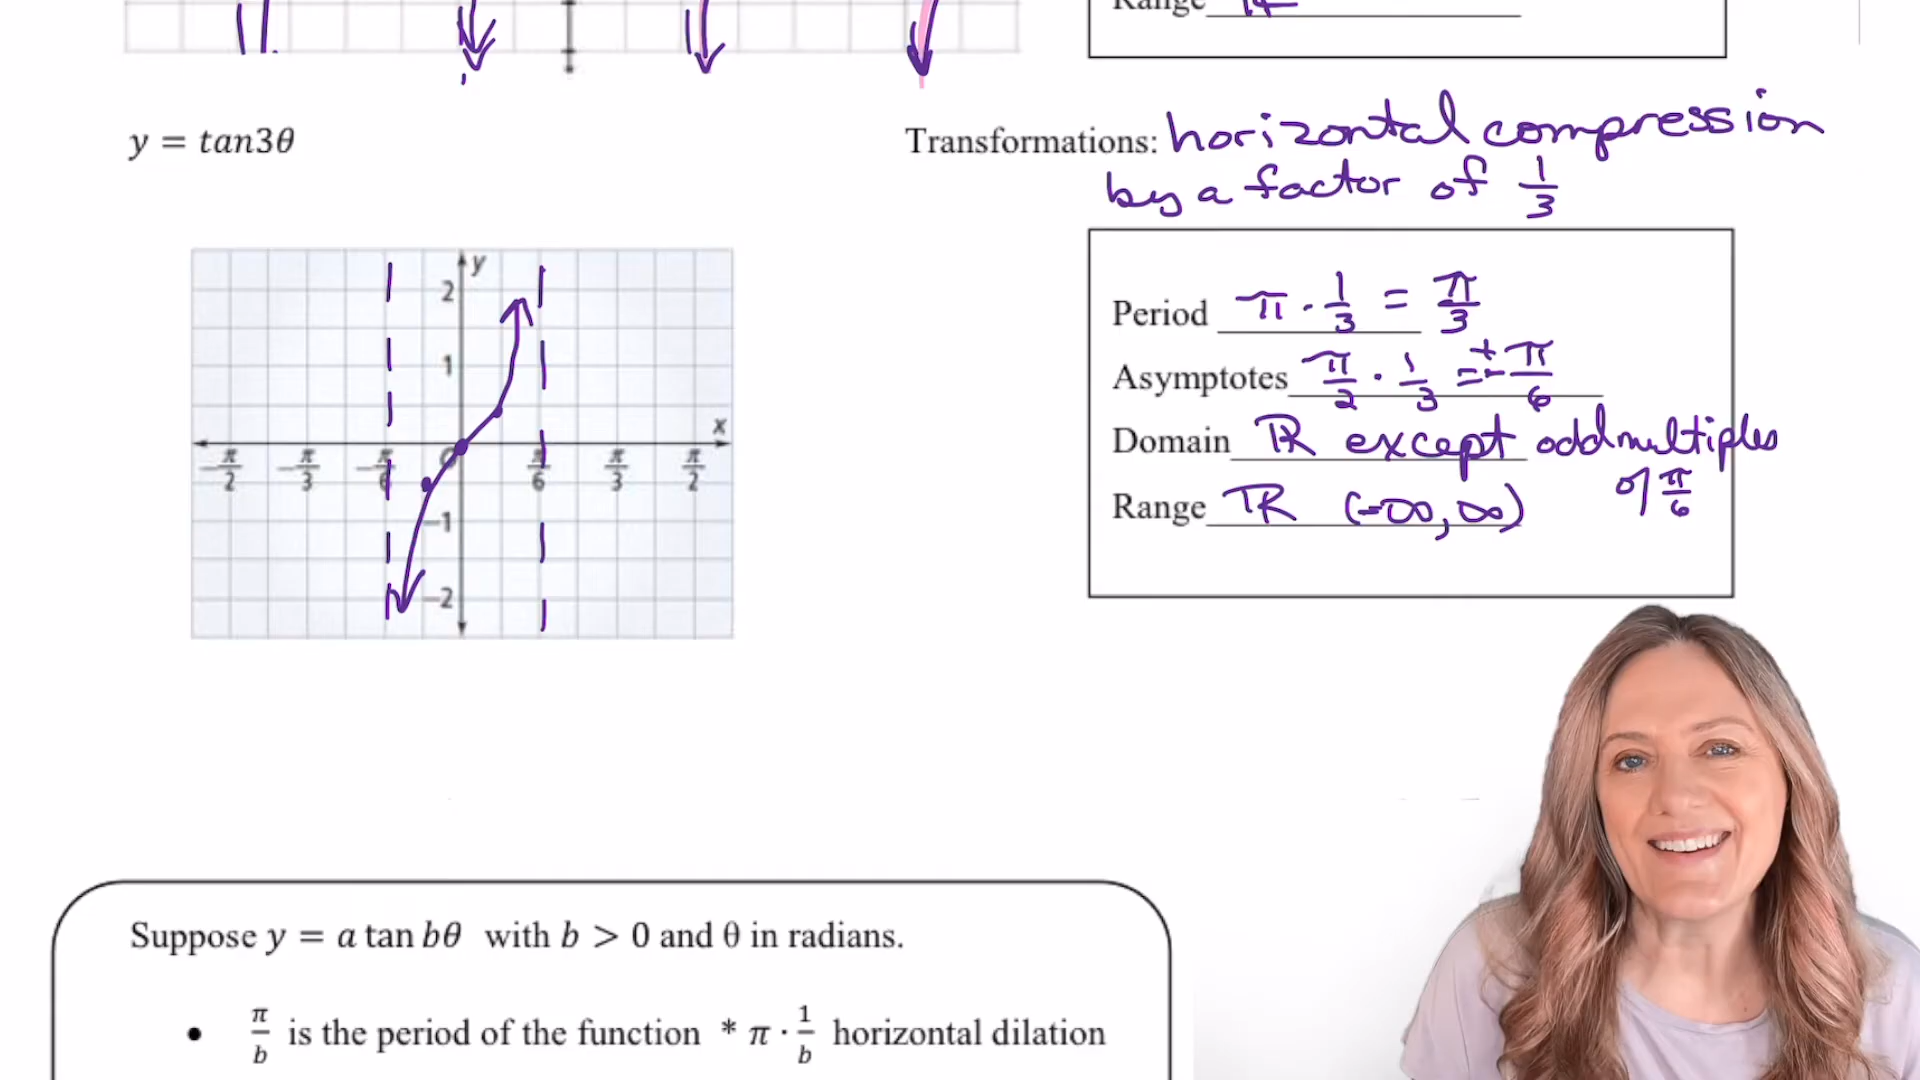 Range ℝ
y = tan3θ
Transformations: horizontal compression
by a factor of 1/3
y
2
1
x
-π/2 -π/3 -π/6 0 π/6 π/3 π/2
-1
-2
Period π · 1/3 = π/3
Asymptotes π/2 · 1/3 = ± π/6
Domain ℝ except odd multiples
of π/6
Range ℝ (-∞, ∞)
Suppose y = a tan bθ with b > 0 and θ in radians.
• π/b is the period of the function * π · 1/b horizontal dilation